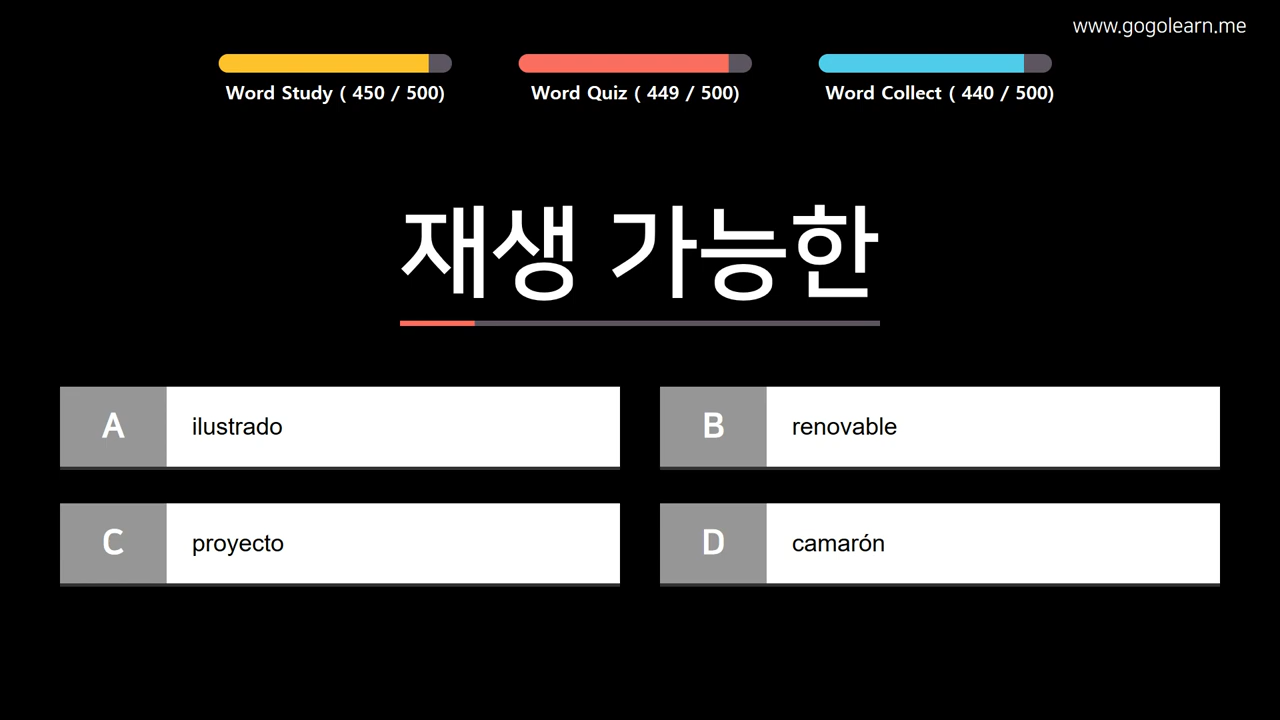 www.gogolearn.me
Word Study ( 450 / 500)
Word Quiz ( 449 / 500)
Word Collect ( 440 / 500)
재생 가능한
A ilustrado
B renovable
C proyecto
D camarón